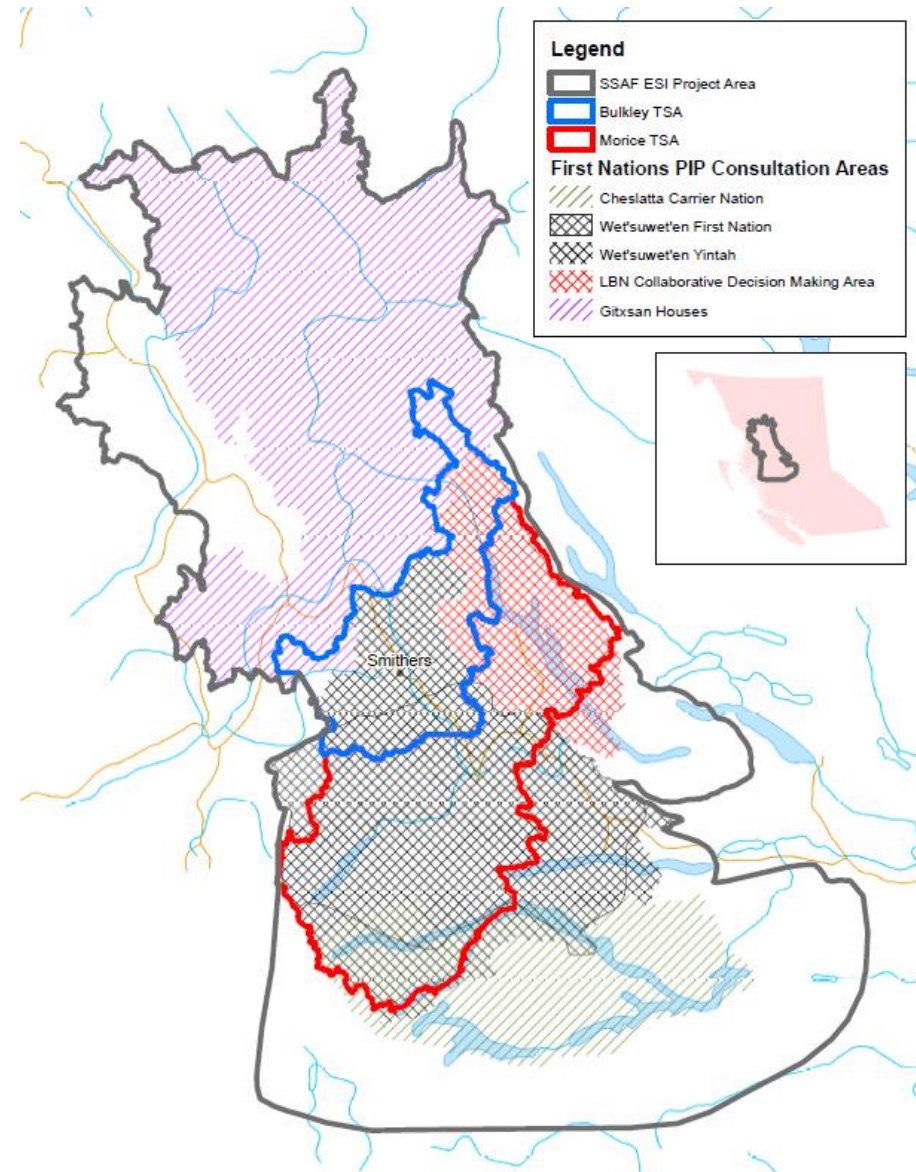 Legend
SSAF ESI Project Area
Bulkley TSA
Morice TSA
First Nations PIP Consultation Areas
Cheslatta Carrier Nation
Wet'suwet'en First Nation
Wet'suwet'en Yintah
LBN Collaborative Decision Making Area
Gitxsan Houses
Smithers